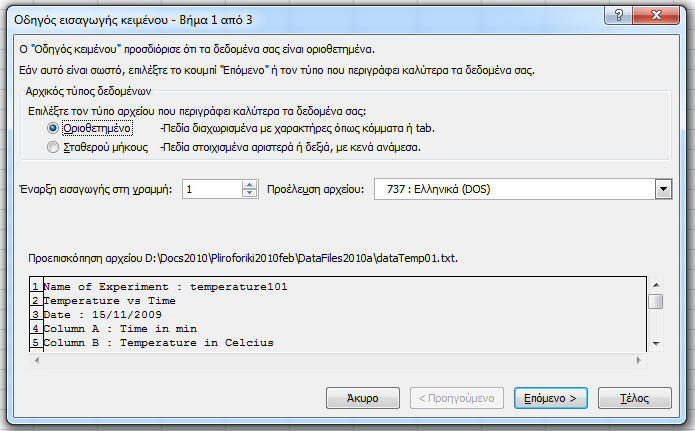 Οδηγός εισαγωγής κειμένου - Βήμα 1 από 3
Ο "Οδηγός κειμένου" προσδιόρισε ότι τα δεδομένα σας είναι οριοθετημένα.
Εάν αυτό είναι σωστό, επιλέξτε το κουμπί "Επόμενο" ή τον τύπο που περιγράφει καλύτερα τα δεδομένα σας.
Αρχικός τύπος δεδομένων
Επιλέξτε τον τύπο αρχείου που περιγράφει καλύτερα τα δεδομένα σας:
Οριοθετημένο -Πεδία διαχωρισμένα με χαρακτήρες όπως κόμματα ή tab.
Σταθερού μήκους -Πεδία στοιχισμένα αριστερά ή δεξιά, με κενά ανάμεσα.
Έναρξη εισαγωγής στη γραμμή: 1 Προέλευση αρχείου: 737 : Ελληνικά (DOS)
Προεπισκόπηση αρχείου D:\Docs2010\Pliroforiki2010feb\DataFiles2010a\dataTemp01.txt.
1 Name of Experiment : temperature101
2 Temperature vs Time
3 Date : 15/11/2009
4 Column A : Time in min
5 Column B : Temperature in Celcius
Άκυρο < Προηγούμενο Επόμενο > Τέλος